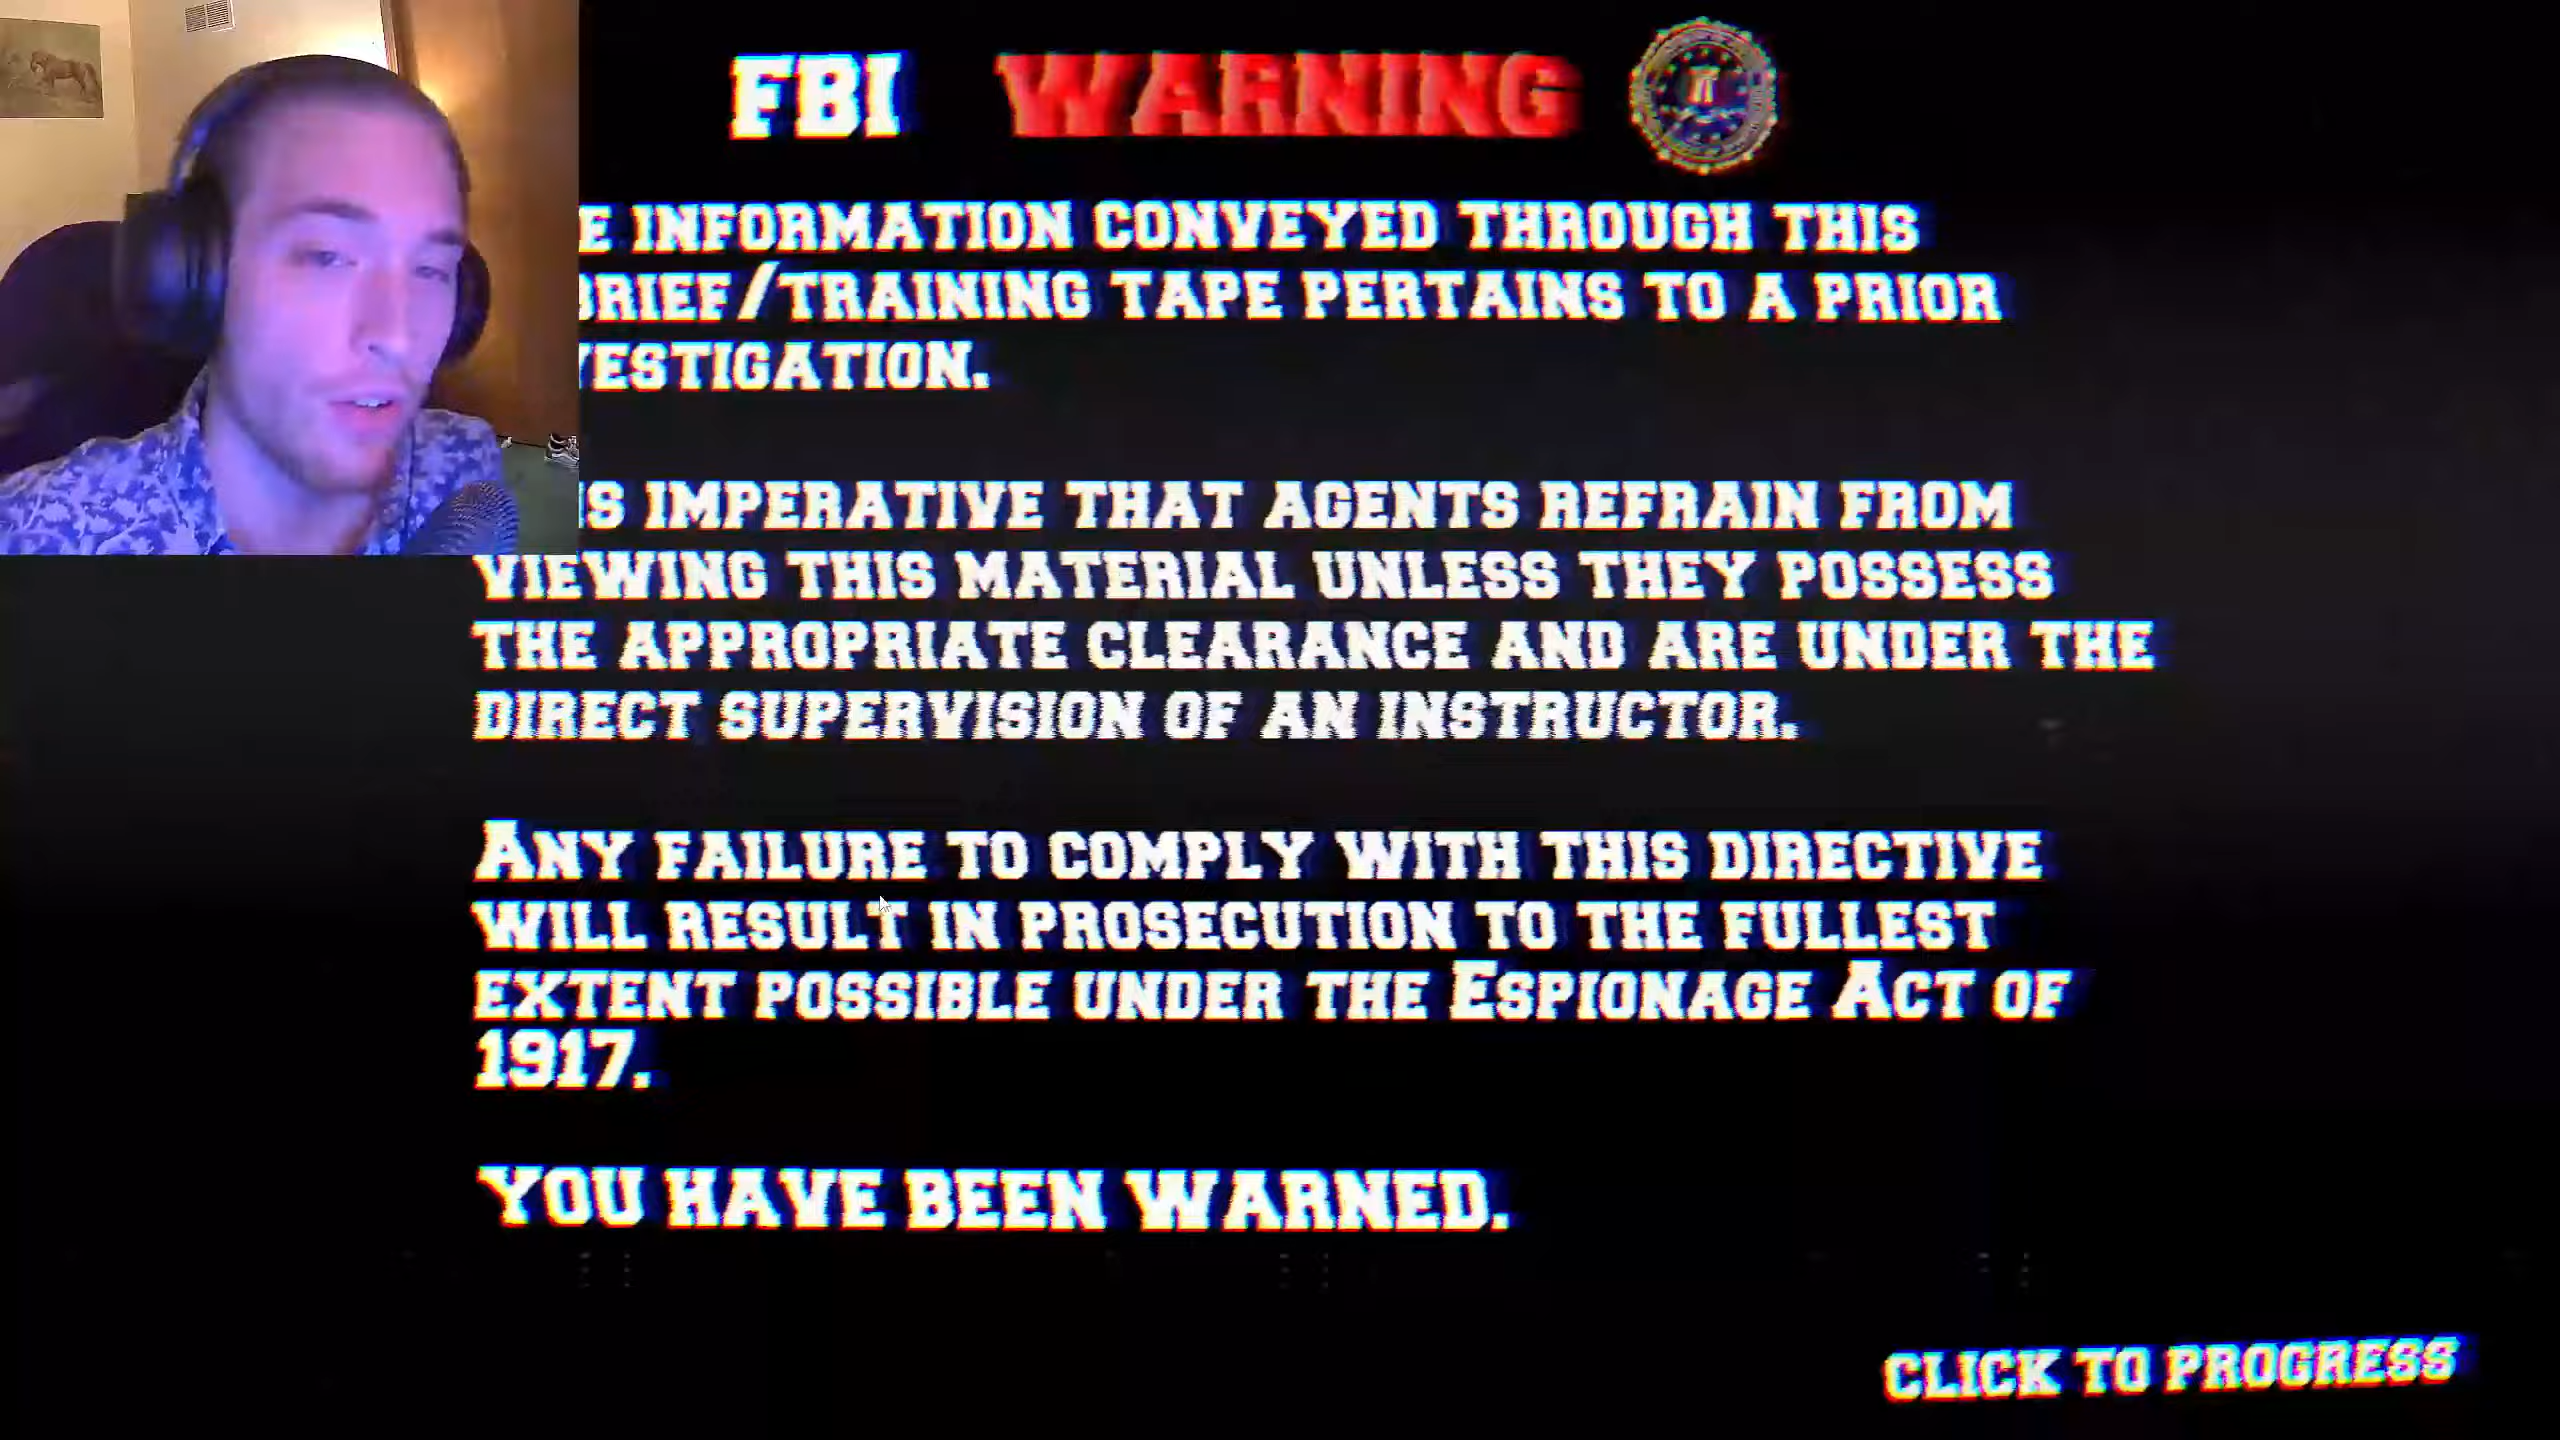 FBI WARNING
E INFORMATION CONVEYED THROUGH THIS
BRIEF/TRAINING TAPE PERTAINS TO A PRIOR
VESTIGATION.
IS IMPERATIVE THAT AGENTS REFRAIN FROM
VIEWING THIS MATERIAL UNLESS THEY POSSESS
THE APPROPRIATE CLEARANCE AND ARE UNDER THE
DIRECT SUPERVISION OF AN INSTRUCTOR.
ANY FAILURE TO COMPLY WITH THIS DIRECTIVE
WILL RESULT IN PROSECUTION TO THE FULLEST
EXTENT POSSIBLE UNDER THE ESPIONAGE ACT OF
1917.
YOU HAVE BEEN WARNED.
CLICK TO PROGRESS